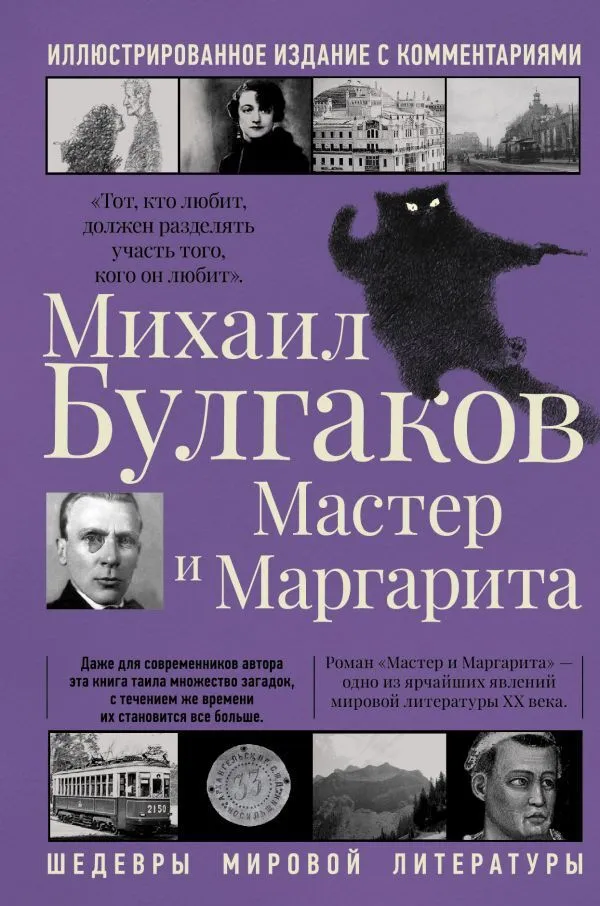 ИЛЛЮСТРИРОВАННОЕ ИЗДАНИЕ С КОММЕНТАРИЯМИ
«Тот, кто любит,
должен разделять
участь того,
кого он любит».
Михаил
Булгаков
Мастер
и Маргарита
Даже для современников автора
эта книга таила множество загадок,
с течением же времени
их становится все больше.
Роман «Мастер и Маргарита» —
одно из ярчайших явлений
мировой литературы XX века.
2150
АРХАНГЕЛЬСКИЙ
33
НОСИЛЬЩИК
ШЕДЕВРЫ МИРОВОЙ ЛИТЕРАТУРЫ